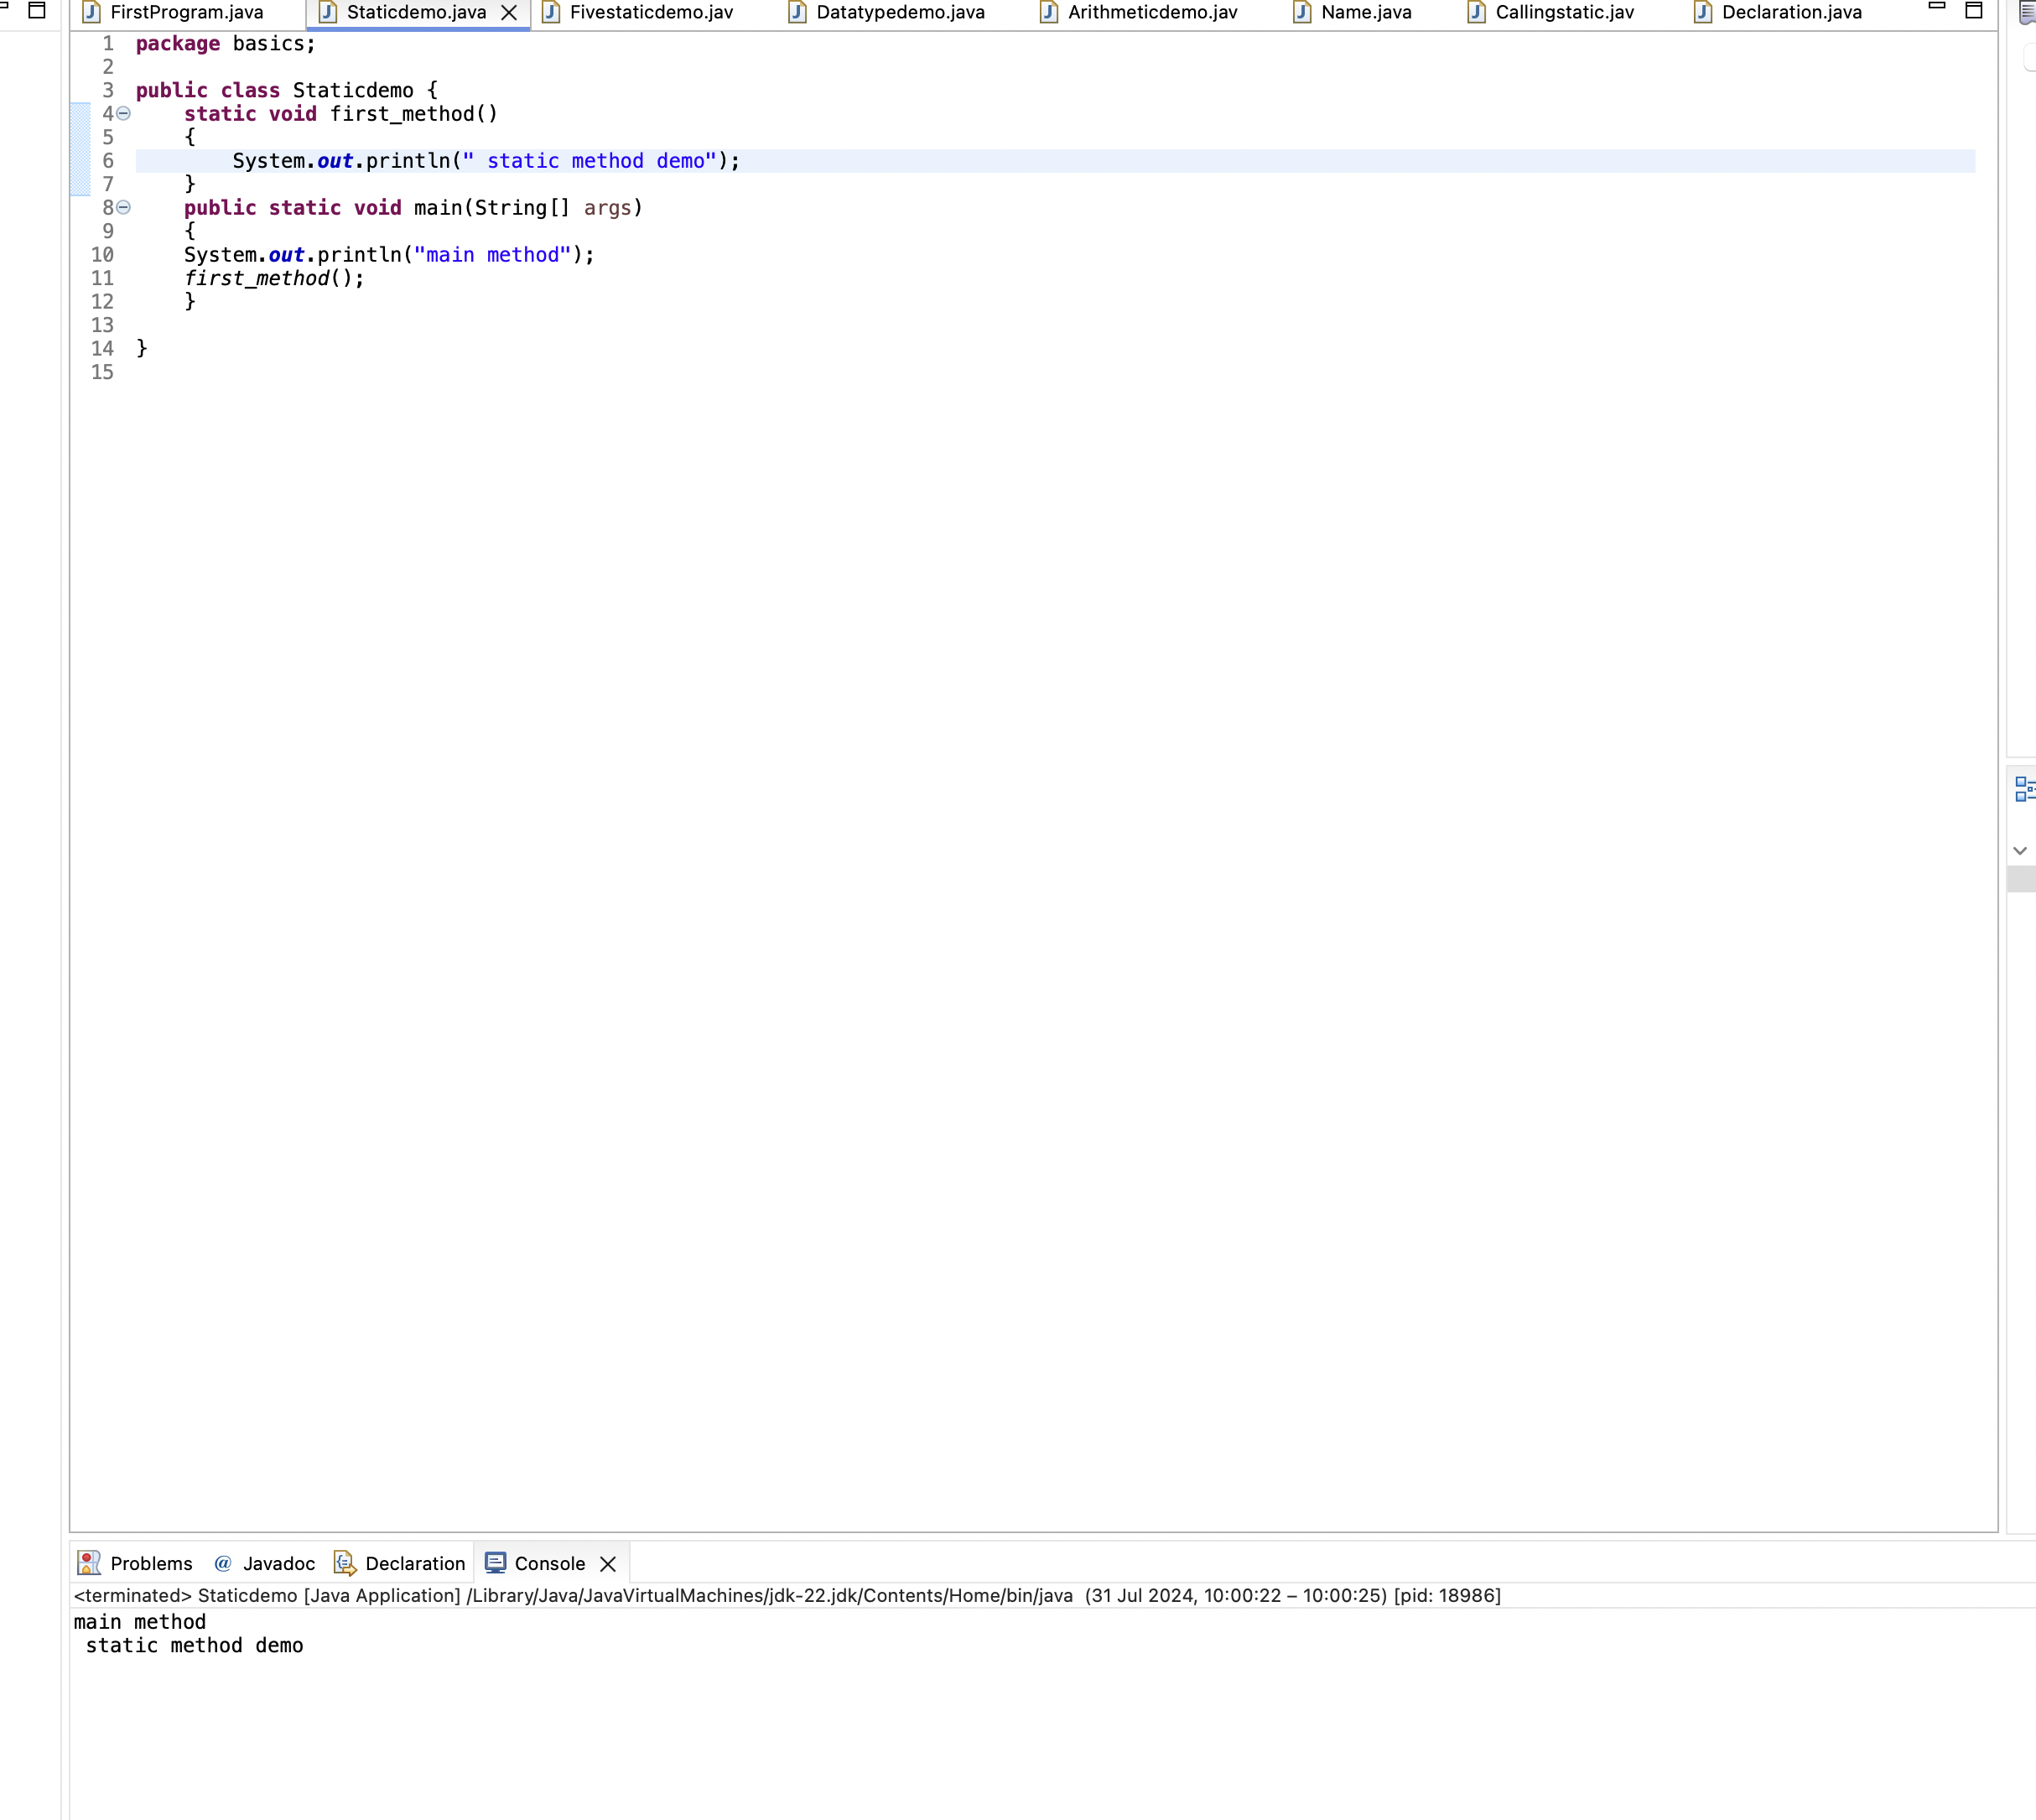 FirstProgram.java Staticdemo.java Fivestaticdemo.jav Datatypedemo.java Arithmeticdemo.jav Name.java Callingstatic.jav Declaration.java
1 package basics;
2
3 public class Staticdemo {
4 static void first_method()
5 {
6 System.out.println(" static method demo");
7 }
8 public static void main(String[] args)
9 {
10 System.out.println("main method");
11 first_method();
12 }
13
14 }
15
Problems @ Javadoc Declaration Console
<terminated> Staticdemo [Java Application] /Library/Java/JavaVirtualMachines/jdk-22.jdk/Contents/Home/bin/java (31 Jul 2024, 10:00:22 – 10:00:25) [pid: 18986]
main method
 static method demo